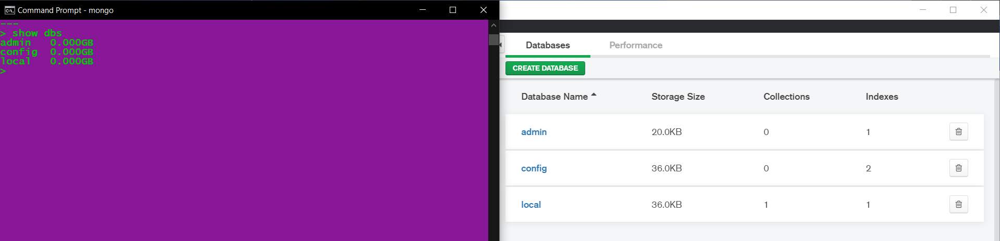 Command Prompt - mongo
---
> show dbs
admin   0.000GB
config  0.000GB
local   0.000GB
>
Databases Performance
CREATE DATABASE
Database Name Storage Size Collections Indexes
admin 20.0KB 0 1
config 36.0KB 0 2
local 36.0KB 1 1